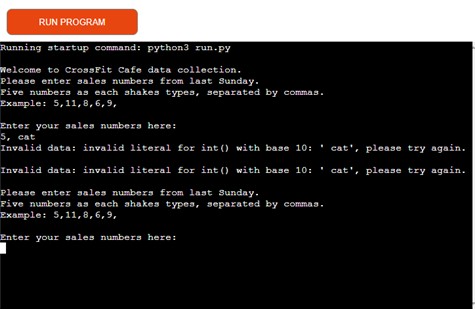 RUN PROGRAM
Running startup command: python3 run.py
Welcome to CrossFit Cafe data collection.
Please enter sales numbers from last Sunday.
Five numbers as each shakes types, separated by commas.
Example: 5,11,8,6,9,
Enter your sales numbers here:
5, cat
Invalid data: invalid literal for int() with base 10: ' cat', please try again.
Invalid data: invalid literal for int() with base 10: ' cat', please try again.
Please enter sales numbers from last Sunday.
Five numbers as each shakes types, separated by commas.
Example: 5,11,8,6,9,
Enter your sales numbers here: